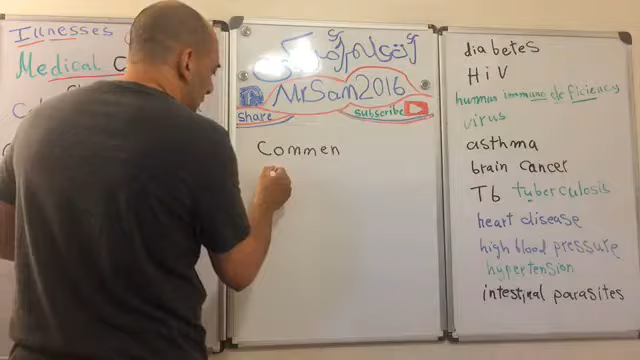 Illnesses
Medical C
MrSam2016
share
subscribe
Commen
diabetes
HiV
human immune deficiency
virus
asthma
brain cancer
Tb tuberculosis
heart disease
high blood pressure
hypertension
intestinal parasites